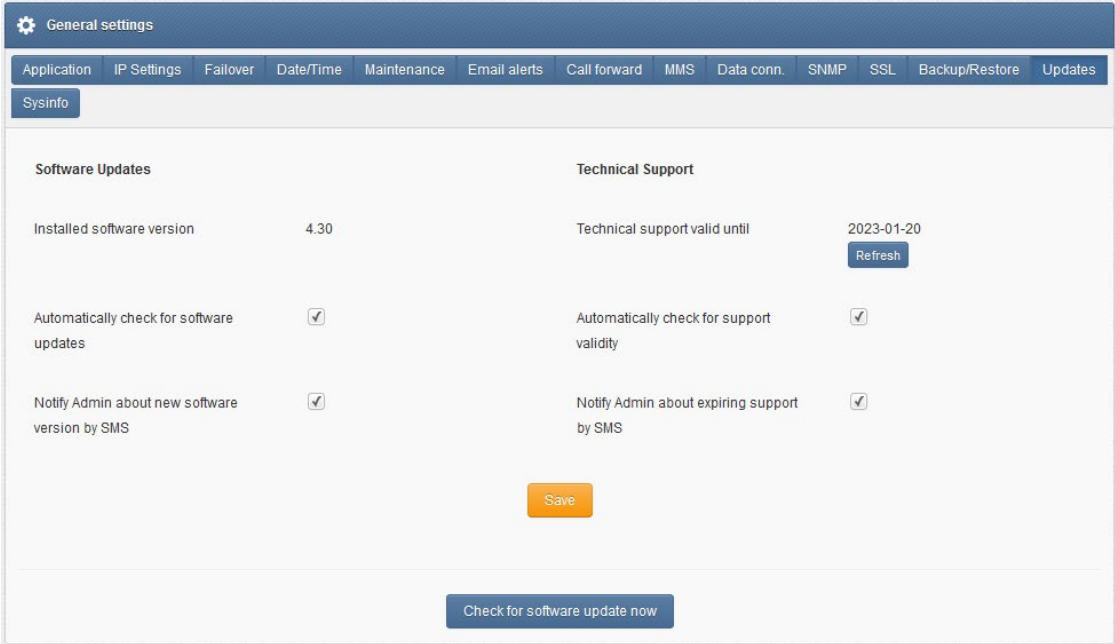 General settings
Application IP Settings Failover Date/Time Maintenance Email alerts Call forward MMS Data conn. SNMP SSL Backup/Restore Updates
Sysinfo
Software Updates Technical Support
Installed software version 4.30 Technical support valid until 2023-01-20
Refresh
Automatically check for software Automatically check for support
updates validity
Notify Admin about new software Notify Admin about expiring support
version by SMS by SMS
Save
Check for software update now